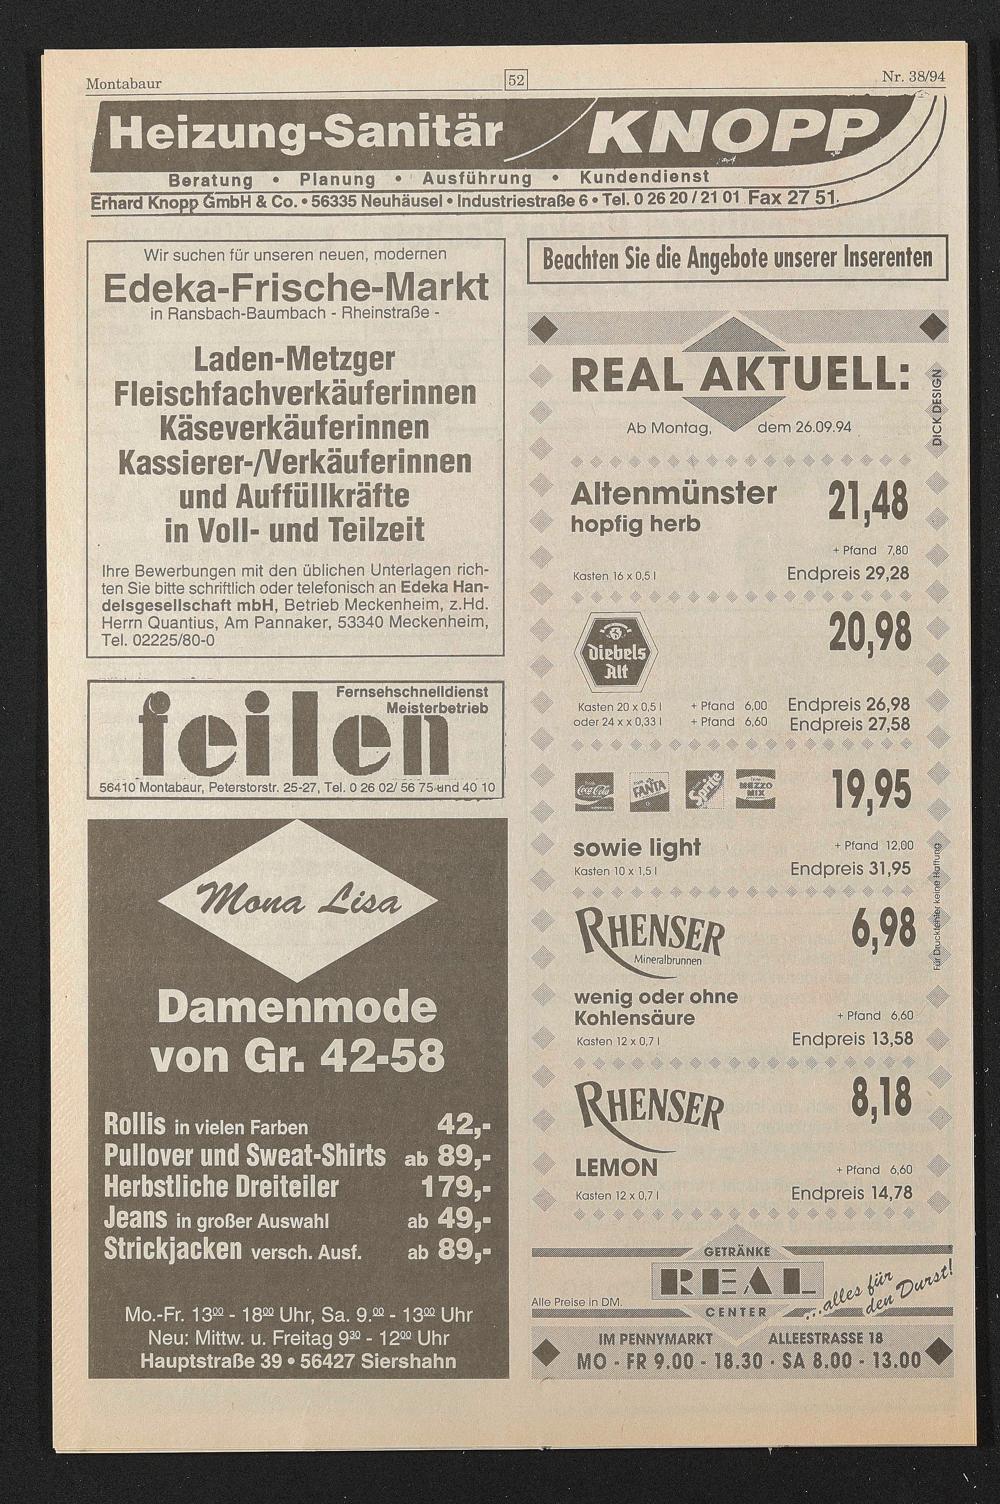 Montabaur
52
Nr. 38/94
Heizung-Sanitär KNOPP
Beratung • Planung • Ausführung • Kundendienst
Erhard Knopp GmbH & Co. • 56335 Neuhäusel • Industriestraße 6 • Tel. 0 26 20 / 21 01 Fax 27 51.
Wir suchen für unseren neuen, modernen
Edeka-Frische-Markt
in Ransbach-Baumbach - Rheinstraße -
Laden-Metzger
Fleischfachverkäuferinnen
Käseverkäuferinnen
Kassierer-/Verkäuferinnen
und Auffüllkräfte
in Voll- und Teilzeit
Ihre Bewerbungen mit den üblichen Unterlagen rich-
ten Sie bitte schriftlich oder telefonisch an Edeka Han-
delsgesellschaft mbH, Betrieb Meckenheim, z.Hd.
Herrn Quantius, Am Pannaker, 53340 Meckenheim,
Tel. 02225/80-0
Fernsehschnelldienst
Meisterbetrieb
feilen
56410 Montabaur, Peterstorstr. 25-27, Tel. 0 26 02/ 56 75 und 40 10
Mona Lisa
Damenmode
von Gr. 42-58
Rollis in vielen Farben 42,-
Pullover und Sweat-Shirts ab 89,-
Herbstliche Dreiteiler 179,-
Jeans in großer Auswahl ab 49,-
Strickjacken versch. Ausf. ab 89,-
Mo.-Fr. 13⁰⁰ - 18⁰⁰ Uhr, Sa. 9.⁰⁰ - 13⁰⁰ Uhr
Neu: Mittw. u. Freitag 9³⁰ - 12⁰⁰ Uhr
Hauptstraße 39 • 56427 Siershahn
Beachten Sie die Angebote unserer Inserenten
REAL AKTUELL:
Ab Montag, dem 26.09.94
DICK DESIGN
Altenmünster 21,48
hopfig herb
+ Pfand 7,80
Kasten 16 x 0,5 l Endpreis 29,28
diebels
Alt
20,98
Kasten 20 x 0,5 l + Pfand 6,00 Endpreis 26,98
oder 24 x x 0,33 l + Pfand 6,60 Endpreis 27,58
Coca-Cola
FANTA
Sprite
MEZZO
MIX
19,95
sowie light + Pfand 12,00
Kasten 10 x 1,5 l Endpreis 31,95
Für Druckfehler keine Haftung
RHENSER 6,98
Mineralbrunnen
wenig oder ohne
Kohlensäure + Pfand 6,60
Kasten 12 x 0,7 l Endpreis 13,58
RHENSER 8,18
LEMON + Pfand 6,60
Kasten 12 x 0,7 l Endpreis 14,78
GETRÄNKE
REAL
CENTER
Alle Preise in DM.
...alles für
den Durst!
IM PENNYMARKT ALLEESTRASSE 18
MO - FR 9.00 - 18.30 · SA 8.00 - 13.00